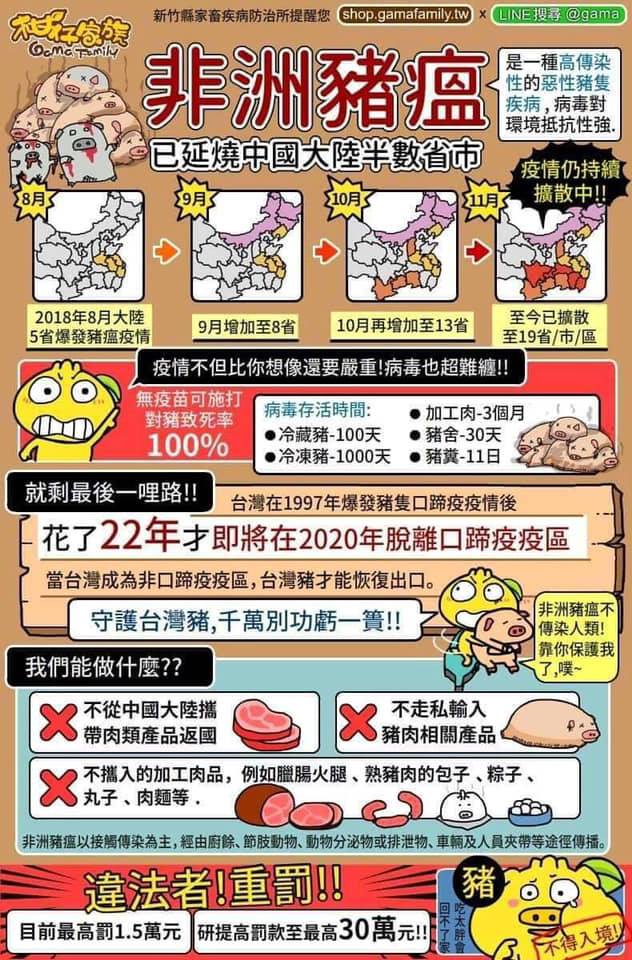 新竹縣家畜疾病防治所提醒您 shop.gamafamily.tw x LINE搜尋 @gama
柑仔家族
Gama Family
非洲豬瘟
是一種高傳染
性的惡性豬隻
疾病,病毒對
環境抵抗性強.
已延燒中國大陸半數省市
疫情仍持續
擴散中!!
8月
9月
10月
11月
2018年8月大陸
5省爆發豬瘟疫情
9月增加至8省
10月再增加至13省
至今已擴散
至19省/市/區
疫情不但比你想像還要嚴重!病毒也超難纏!!
無疫苗可施打
對豬致死率
100%
病毒存活時間:
●冷藏豬-100天
●冷凍豬-1000天
●加工肉-3個月
●豬舍-30天
●豬糞-11日
就剩最後一哩路!!
台灣在1997年爆發豬隻口蹄疫疫情後
花了22年才即將在2020年脫離口蹄疫疫區
當台灣成為非口蹄疫疫區,台灣豬才能恢復出口。
守護台灣豬,千萬別功虧一簣!!
非洲豬瘟不
傳染人類!
靠你保護我
了,噗~
我們能做什麼??
不從中國大陸攜
帶肉類產品返國
不走私輸入
豬肉相關產品
不攜入的加工肉品，例如臘腸火腿、熟豬肉的包子、粽子、
丸子、肉麵等.
非洲豬瘟以接觸傳染為主,經由廚餘、節肢動物、動物分泌物或排泄物、車輛及人員夾帶等途徑傳播。
違法者!重罰!!
目前最高罰1.5萬元
研提高罰款至最高30萬元!!
豬
吃太胖會
回不了家
不得入境!!